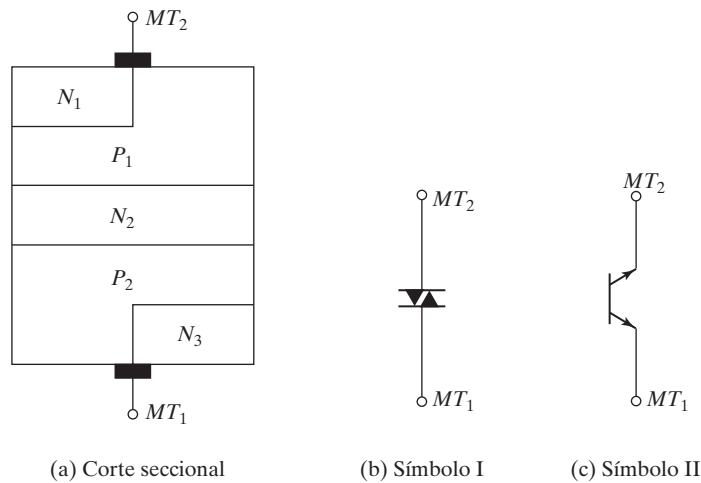 MT₂
N₁
P₁
N₂
P₂
N₃
MT₁
(a) Corte seccional
MT₂
MT₁
(b) Símbolo I
MT₂
MT₁
(c) Símbolo II